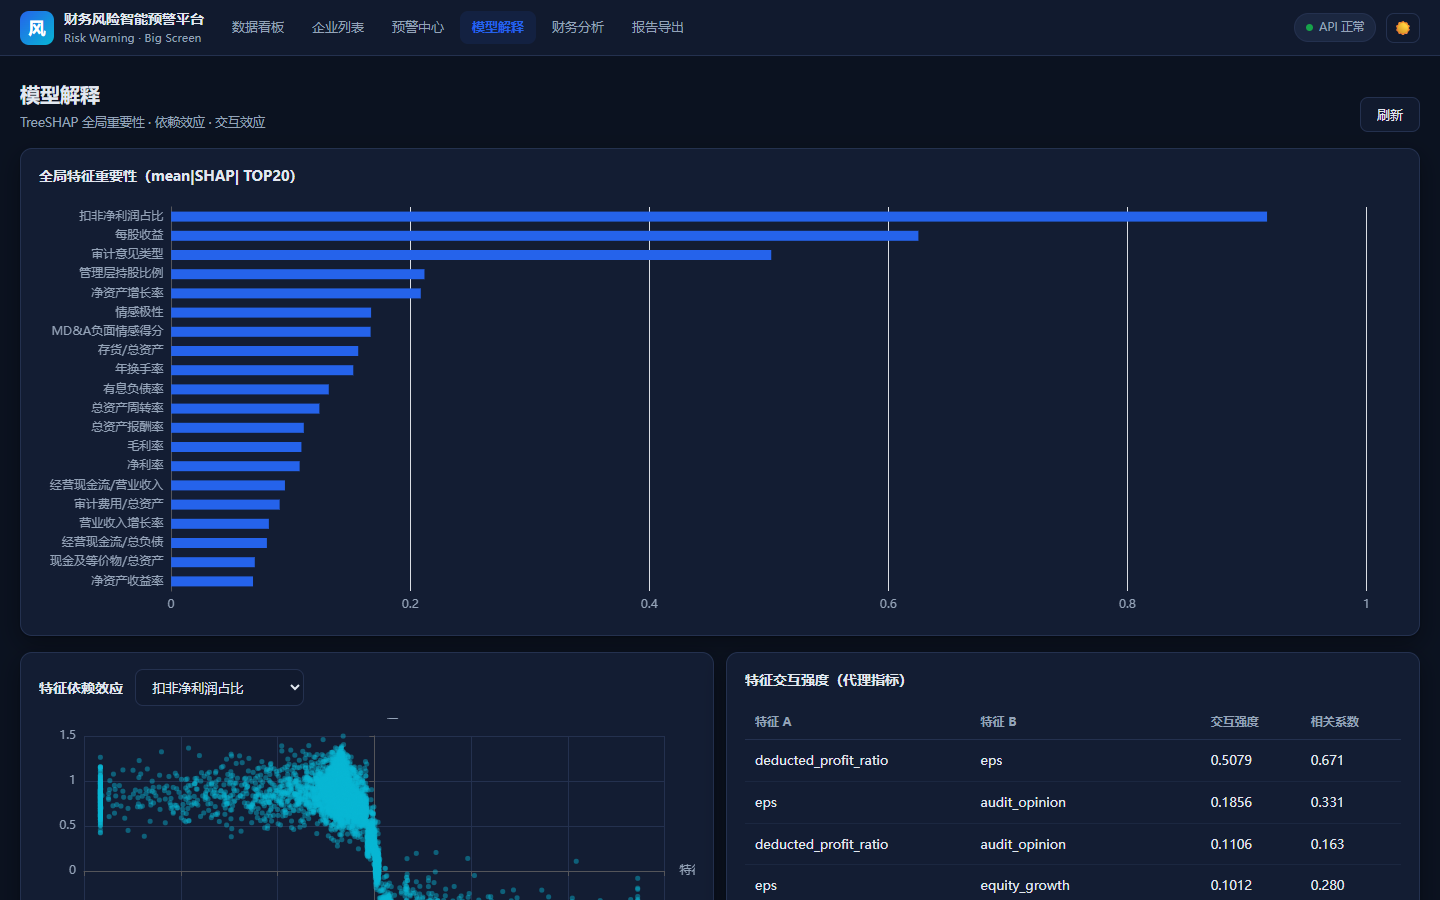 风
财务风险智能预警平台
Risk Warning · Big Screen
数据看板
企业列表
预警中心
模型解释
财务分析
报告导出
API 正常
模型解释
TreeSHAP 全局重要性 · 依赖效应 · 交互效应
刷新
全局特征重要性（mean|SHAP| TOP20）
扣非净利润占比
每股收益
审计意见类型
管理层持股比例
净资产增长率
情感极性
MD&A负面情感得分
存货/总资产
年换手率
有息负债率
总资产周转率
总资产报酬率
毛利率
净利率
经营现金流/营业收入
审计费用/总资产
营业收入增长率
经营现金流/总负债
现金及等价物/总资产
净资产收益率
0 0.2 0.4 0.6 0.8 1
特征依赖效应
扣非净利润占比
1.5
1
0.5
0
特征交互强度（代理指标）
特征 A 特征 B 交互强度 相关系数
deducted_profit_ratio eps 0.5079 0.671
eps audit_opinion 0.1856 0.331
deducted_profit_ratio audit_opinion 0.1106 0.163
eps equity_growth 0.1012 0.280